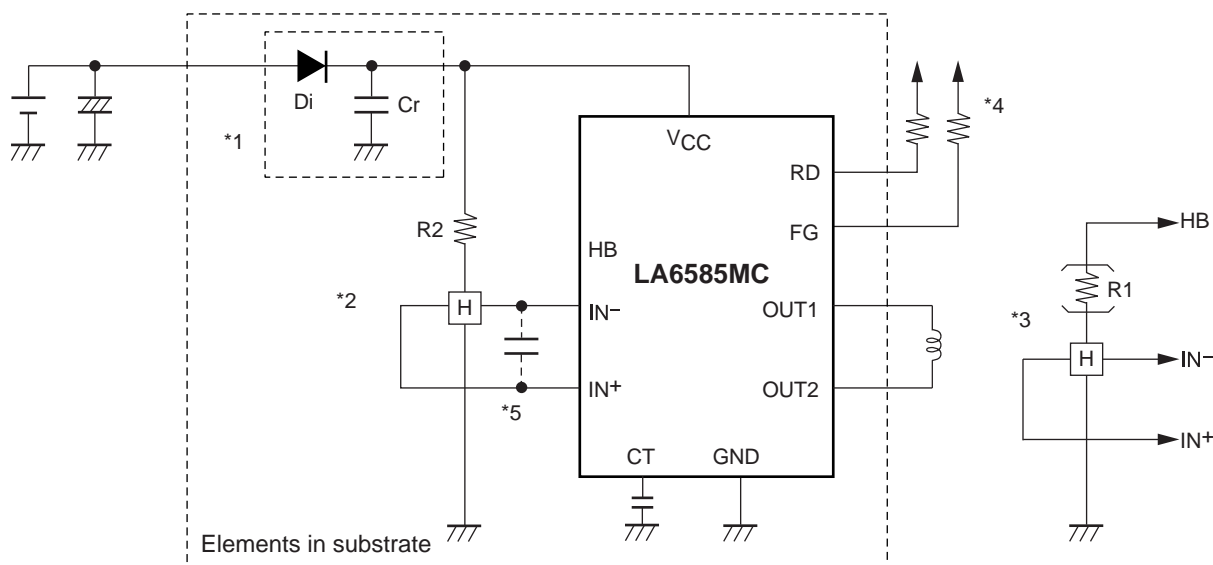 Di
Cr
*1
VCC
*4
RD
R2
HB
FG
HB
LA6585MC
R1
*2
H
IN-
OUT1
*3
H
IN-
IN+
OUT2
*5
IN+
CT
GND
Elements in substrate